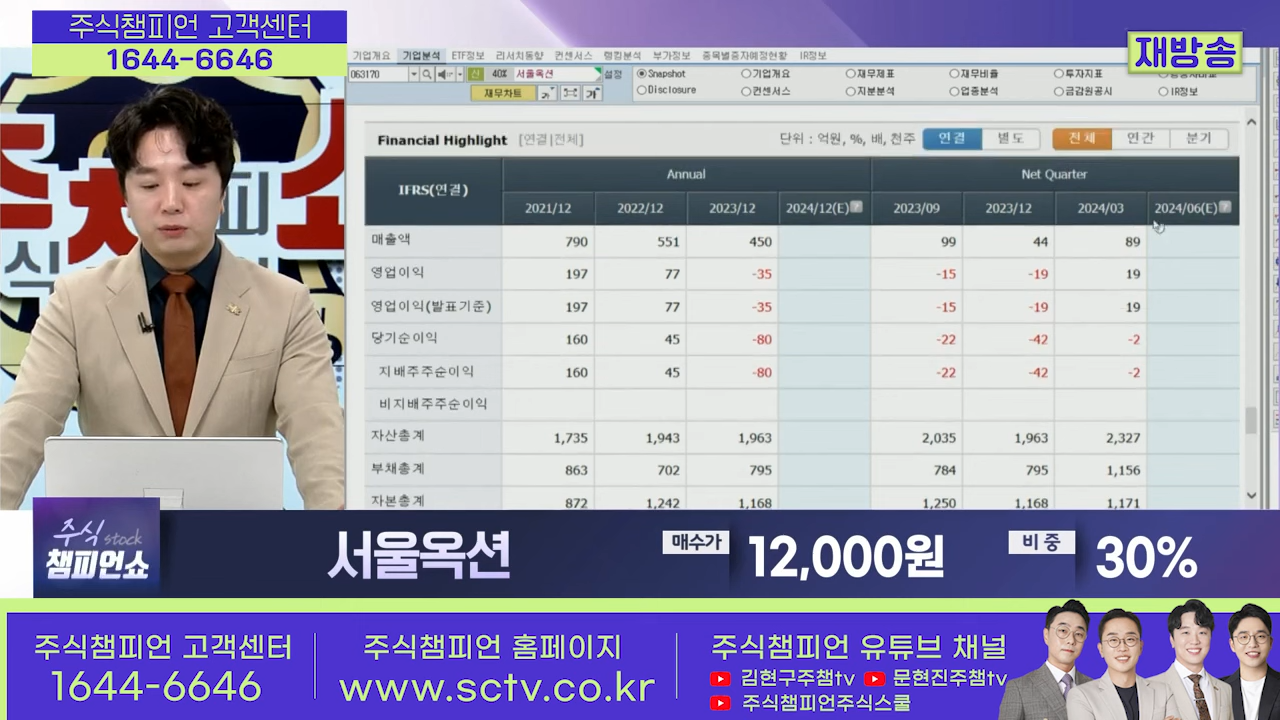 주식챔피언 고객센터
1644-6646
재방송
기업개요 기업분석 ETF정보 리서치동향 컨센서스 랭킹분석 부가정보 종목별증자예정현황 IR정보
063170 신 40% 서울옥션 설정
Snapshot 기업개요 재무제표 재무비율 투자지표
Disclosure 컨센서스 지분분석 업종분석 금감원공시 IR정보
재무차트
Financial Highlight [연결|전체] 단위 : 억원, %, 배, 천주 연결 별도 전체 연간 분기
IFRS(연결) Annual Net Quarter
2021/12 2022/12 2023/12 2024/12(E) 2023/09 2023/12 2024/03 2024/06(E)
매출액 790 551 450 99 44 89
영업이익 197 77 -35 -15 -19 19
영업이익(발표기준) 197 77 -35 -15 -19 19
당기순이익 160 45 -80 -22 -42 -2
지배주주순이익 160 45 -80 -22 -42 -2
비지배주주순이익
자산총계 1,735 1,943 1,963 2,035 1,963 2,327
부채총계 863 702 795 784 795 1,156
자본총계 872 1,242 1,168 1,250 1,168 1,171
주식 stock
챔피언쇼
서울옥션 매수가 12,000원 비중 30%
주식챔피언 고객센터
1644-6646
주식챔피언 홈페이지
www.sctv.co.kr
주식챔피언 유튜브 채널
김현구주챔tv 문현진주챔tv
주식챔피언주식스쿨